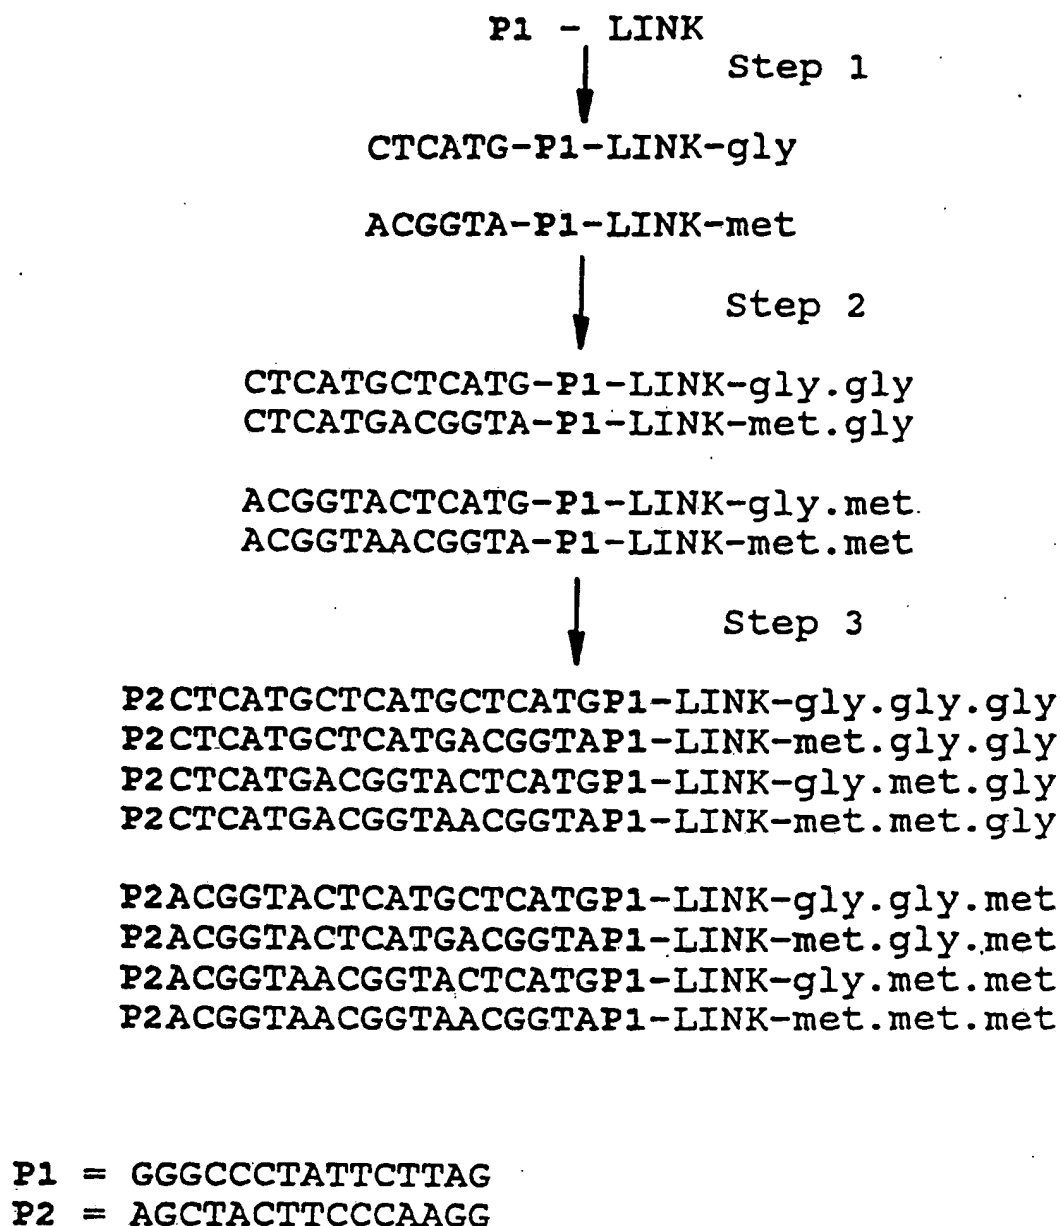 P1 - LINK
Step 1
CTCATG-P1-LINK-gly
ACGGTA-P1-LINK-met
Step 2
CTCATGCTCATG-P1-LINK-gly.gly
CTCATGACGGTA-P1-LINK-met.gly
ACGGTACTCATG-P1-LINK-gly.met
ACGGTAACGGTA-P1-LINK-met.met
Step 3
P2CTCATGCTCATGCTCATGP1-LINK-gly.gly.gly
P2CTCATGCTCATGACGGTAP1-LINK-met.gly.gly
P2CTCATGACGGTACTCATGP1-LINK-gly.met.gly
P2CTCATGACGGTAACGGTAP1-LINK-met.met.gly
P2ACGGTACTCATGCTCATGP1-LINK-gly.gly.met
P2ACGGTACTCATGACGGTAP1-LINK-met.gly.met
P2ACGGTAACGGTACTCATGP1-LINK-gly.met.met
P2ACGGTAACGGTAACGGTAP1-LINK-met.met.met
P1 = GGGCCCTATTCTTAG
P2 = AGCTACTTCCCAAGG